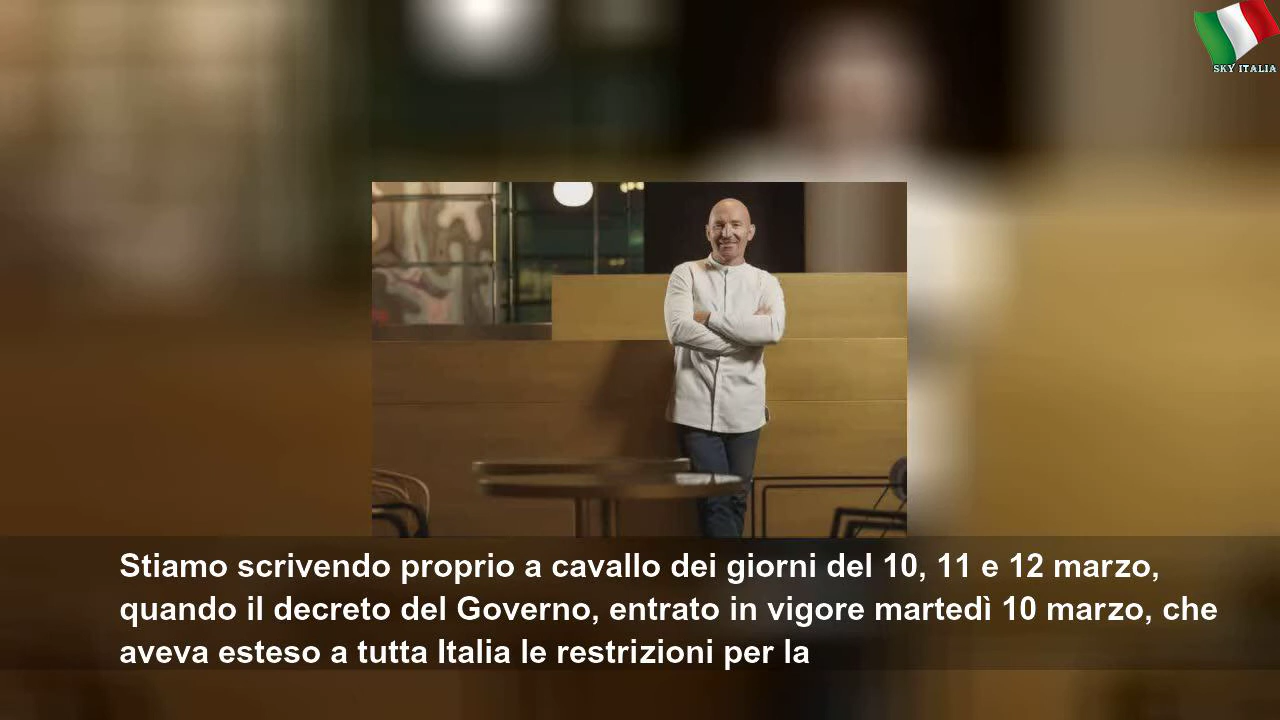 SKY ITALIA
Stiamo scrivendo proprio a cavallo dei giorni del 10, 11 e 12 marzo,
quando il decreto del Governo, entrato in vigore martedì 10 marzo, che
aveva esteso a tutta Italia le restrizioni per la